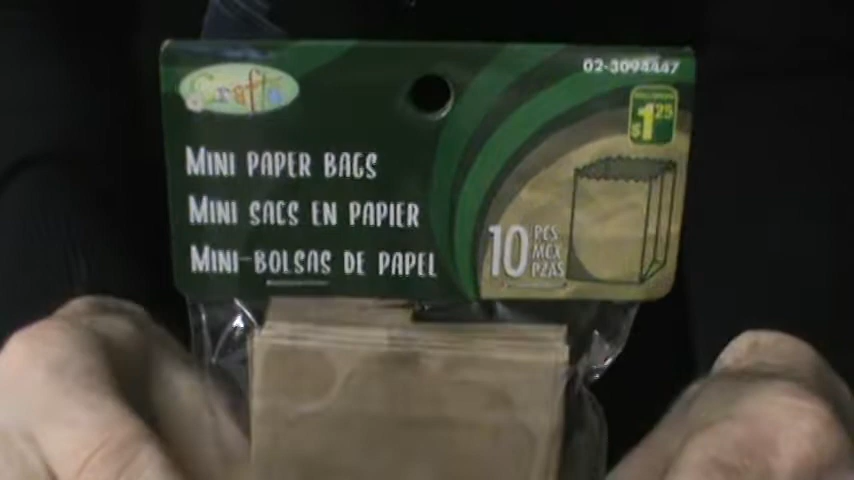 Crafts
02-3094447
$1.25
MINI PAPER BAGS
MINI SACS EN PAPIER
MINI-BOLSAS DE PAPEL
10 PCS
MCX
PZAS